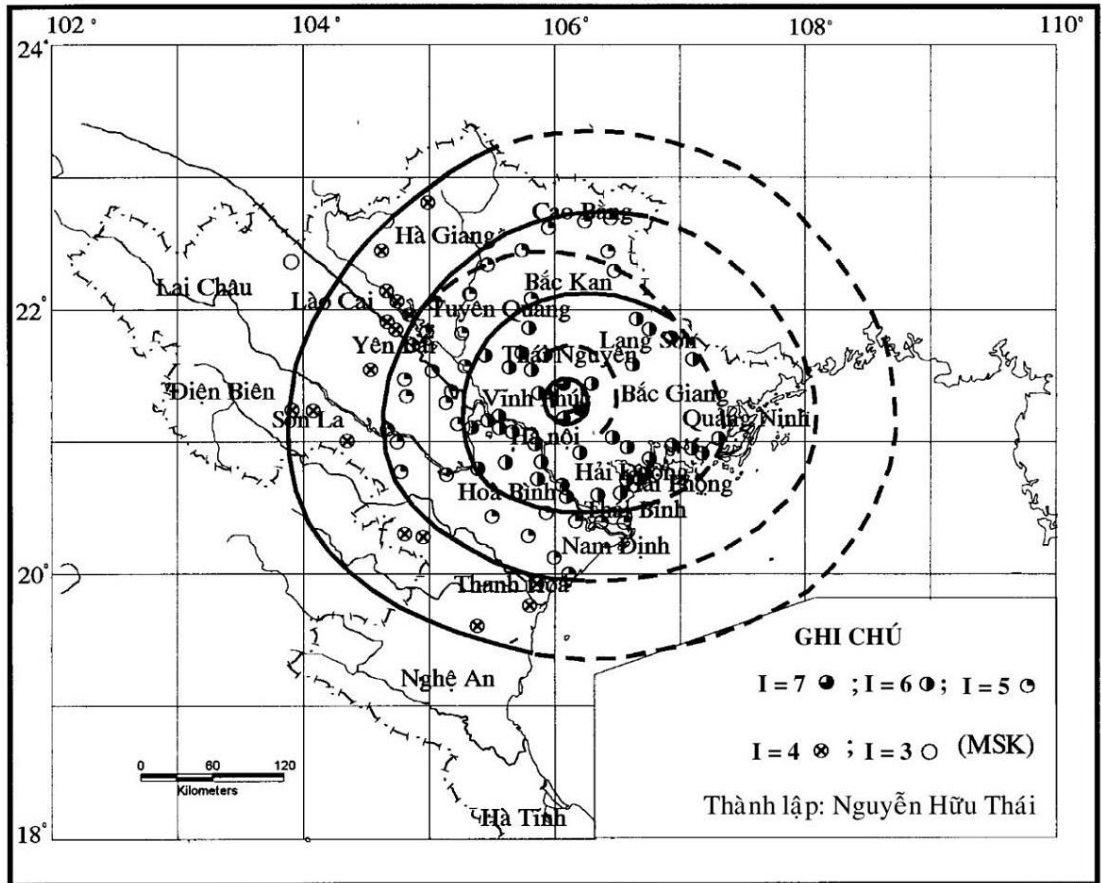 102 104° 106° 108° 110°
24°
Cao Bằng
Hà Giang
Bắc Kan
Lai Châu
22°
Lào Cai
Tuyên Quang
Lang Sơn
Yên Bái
Thái Nguyên
Điện Biên
Vĩnh Phúc
Bắc Giang
Sơn La
Quảng Ninh
Hà nôi
Hải Dương
Hải Phòng
Hoà Bình
Thái Bình
Nam Định
20°
Thanh Hoá
GHI CHÚ
I = 7 ; I = 6 ; I = 5
Nghệ An
I = 4 ; I = 3 (MSK)
0 60 120
Kilometers
Thành lập: Nguyễn Hữu Thái
Hà Tĩnh
18°